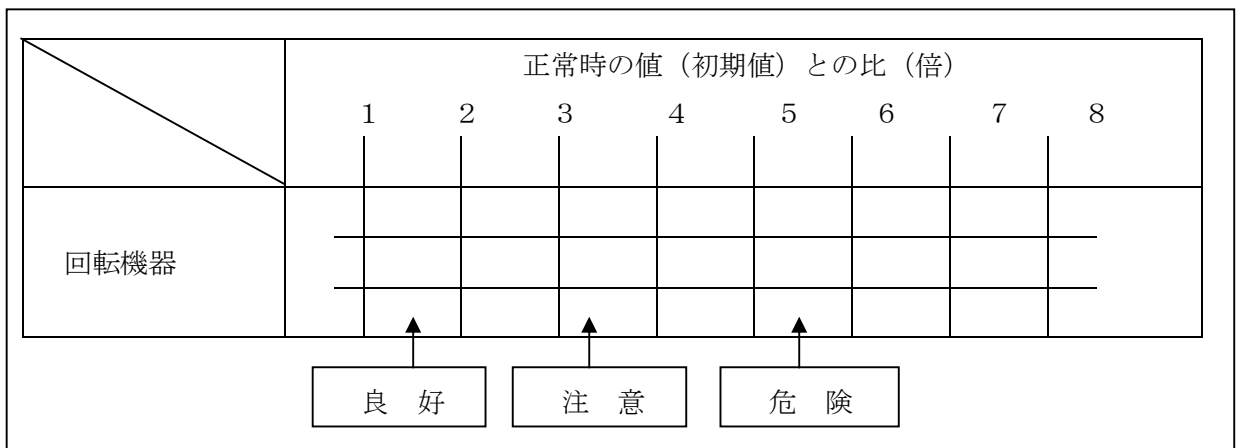 正常時の値（初期値）との比（倍）
１ ２ ３ ４ ５ ６ ７ ８
回転機器
良 好 注 意 危 険